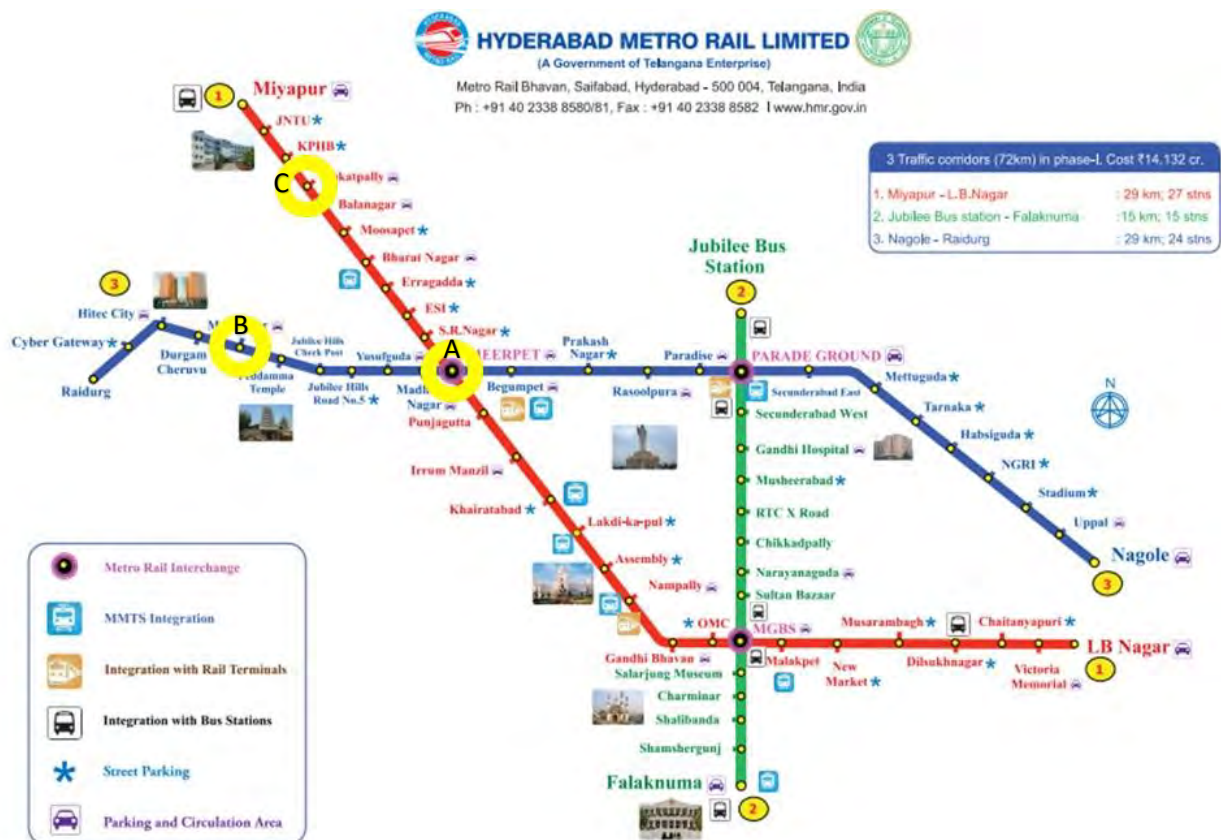 HYDERABAD METRO RAIL LIMITED
(A Government of Telangana Enterprise)
Metro Rail Bhavan, Saifabad, Hyderabad - 500 004, Telangana, India
Ph : +91 40 2338 8580/81, Fax : +91 40 2338 8582 I www.hmr.gov.in
3 Traffic corridors (72km) in phase-I. Cost ₹14,132 cr.
1. Miyapur - L.B.Nagar : 29 km; 27 stns
2. Jubilee Bus station - Falaknuma :15 km; 15 stns
3. Nagole - Raidurg : 29 km; 24 stns
1
Miyapur
JNTU *
KPHB *
C
katpally
Balanagar
Moosapet *
Bharat Nagar
Erragadda *
ESI *
S.R.Nagar *
A
MEERPET
Punjagutta
Irrum Manzil
Khairatabad *
Lakdi-ka-pul *
Assembly *
Nampally
Gandhi Bhavan
* OMC
MGBS
Malakpet
New
Market *
Musarambagh *
Dilsukhnagar *
Chaitanyapuri *
Victoria
Memorial
LB Nagar
1
3
Hitec City
Cyber Gateway *
Raidurg
Durgam
Cheruvu
B
Temple
Jubilee Hills
Check Post
Jubilee Hills
Road No.5 *
Yusufguda
Madh
Nagar
Begumpet
Prakash
Nagar *
Rasoolpura
Paradise
PARADE GROUND
Secunderabad East
Mettuguda *
Tarnaka *
Habsiguda *
NGRI *
Stadium *
Uppal
Nagole
3
N
Jubilee Bus
Station
2
Secunderabad West
Gandhi Hospital
Musheerabad *
RTC X Road
Chikkadpally
Narayanaguda
Sultan Bazaar
Salarjung Museum
Charminar
Shalibanda
Shamshergunj
Falaknuma
2
Metro Rail Interchange
MMTS Integration
Integration with Rail Terminals
Integration with Bus Stations
* Street Parking
Parking and Circulation Area